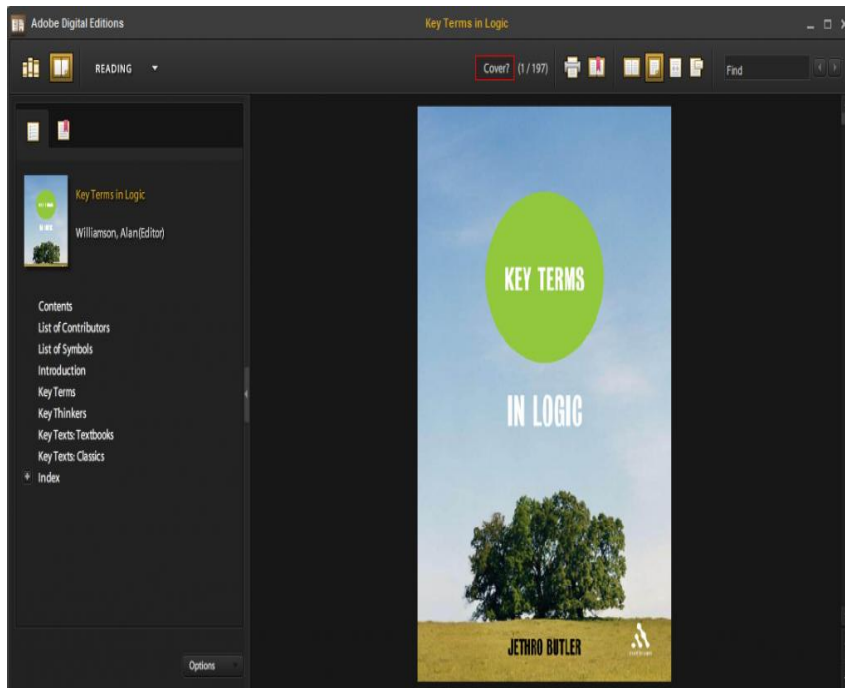 Adobe Digital Editions
Key Terms in Logic
READING
Cover? (1 / 197)
Find
Key Terms in Logic
Williamson, Alan(Editor)
Contents
List of Contributors
List of Symbols
Introduction
Key Terms
Key Thinkers
Key Texts: Textbooks
Key Texts: Classics
Index
Options
KEY TERMS
IN LOGIC
JETHRO BUTLER